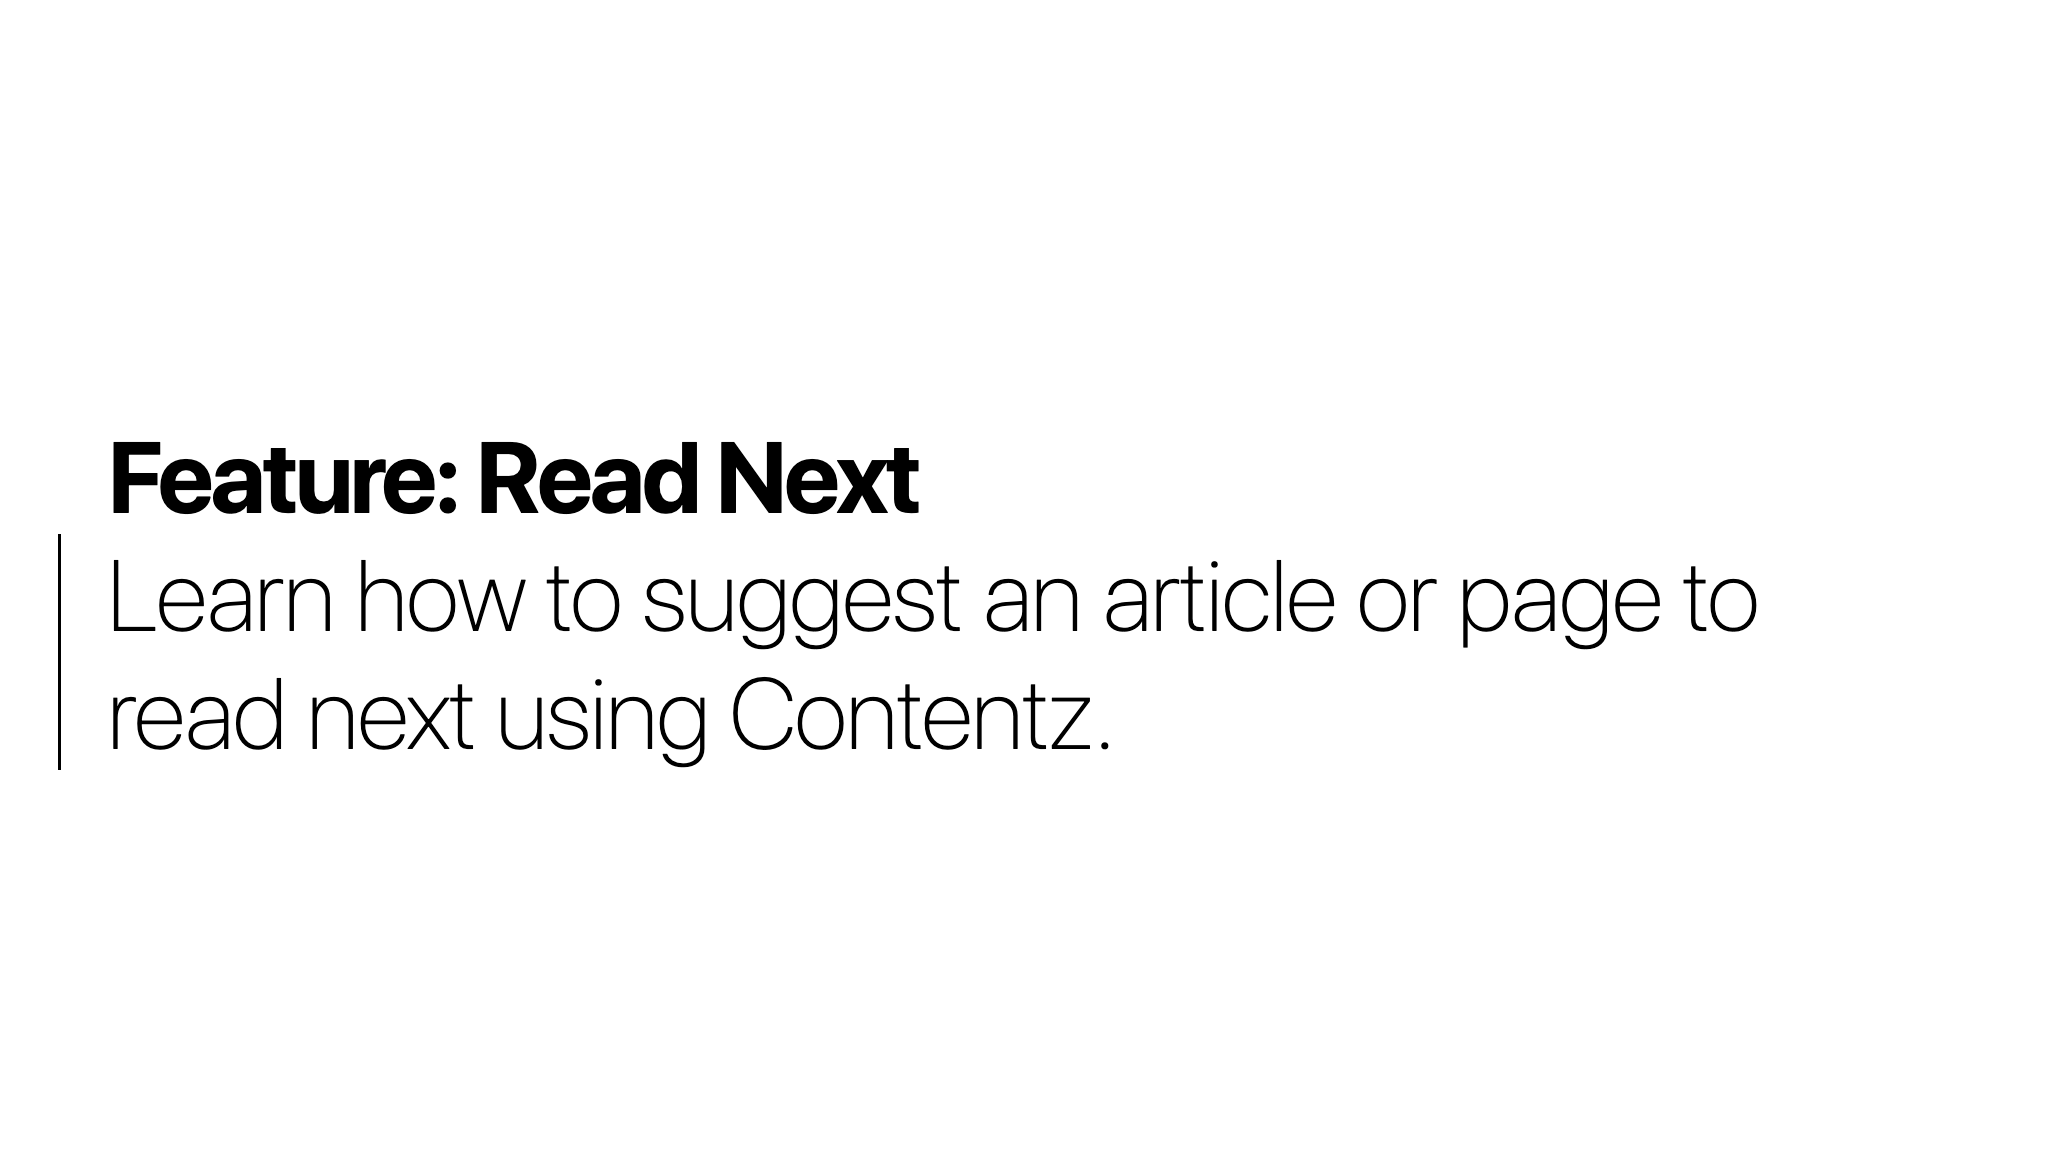 Feature: Read Next
Learn how to suggest an article or page to
read next using Contentz.